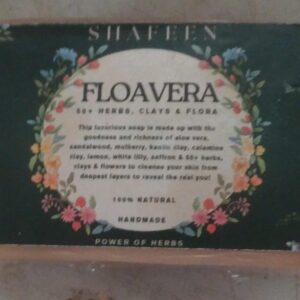 SHAFEEN
FLOAVERA
50+ HERBS, CLAYS & FLORA
This luxurious soap is made up with the
goodness and richness of aloe vera,
sandalwood, mulberry, kaolin clay, calamine
clay, lemon, white lilly, saffron & 50+ herbs,
clays & flowers to cleanse your skin from
deepest layers to reveal the real you!
100% NATURAL
HANDMADE
POWER OF HERBS